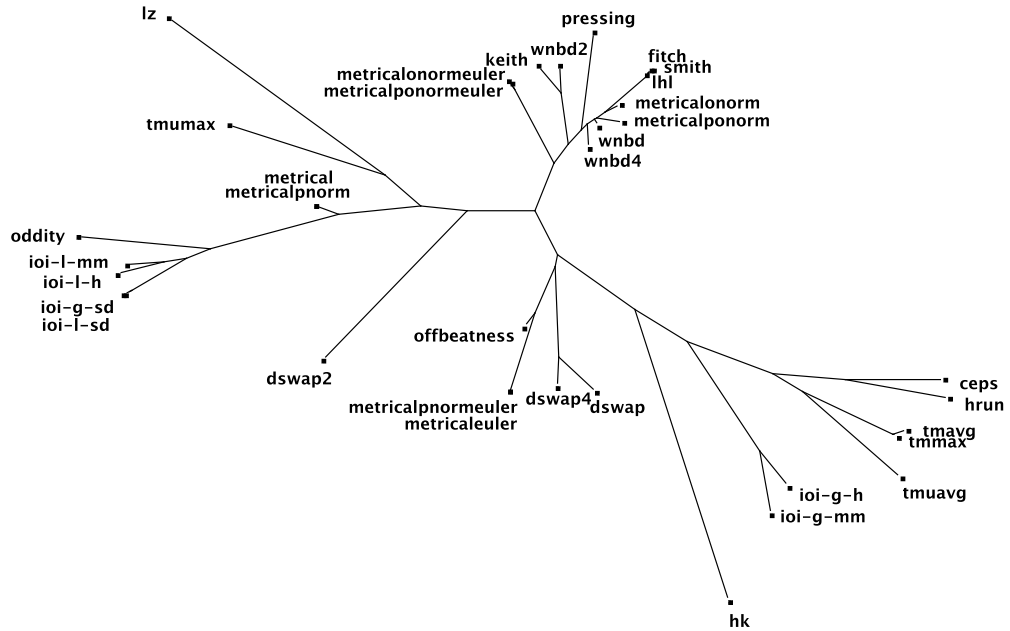 lz
pressing
keith
wnbd2
fitch
smith
lhl
metricalonormeuler
metricalponormeuler
metricalonorm
metricalponorm
tmumax
wnbd
wnbd4
metrical
metricalpnorm
oddity
ioi-l-mm
ioi-l-h
ioi-g-sd
ioi-l-sd
offbeatness
dswap2
metricalpnormeuler
metricaleuler
dswap4
dswap
ceps
hrun
tmavg
tmmax
tmuavg
ioi-g-h
ioi-g-mm
hk